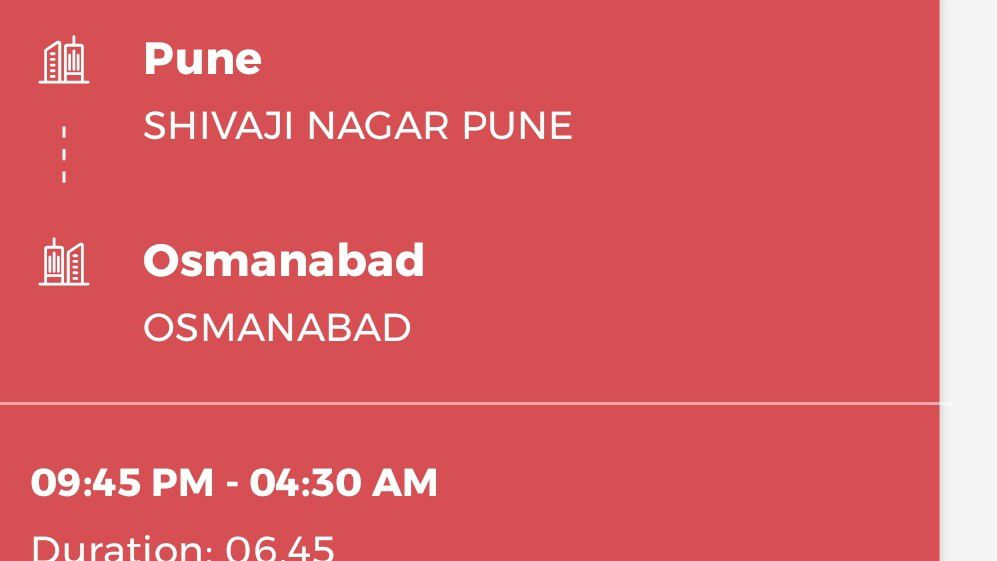 Pune
SHIVAJI NAGAR PUNE
Osmanabad
OSMANABAD
09:45 PM - 04:30 AM
Duration: 06.45